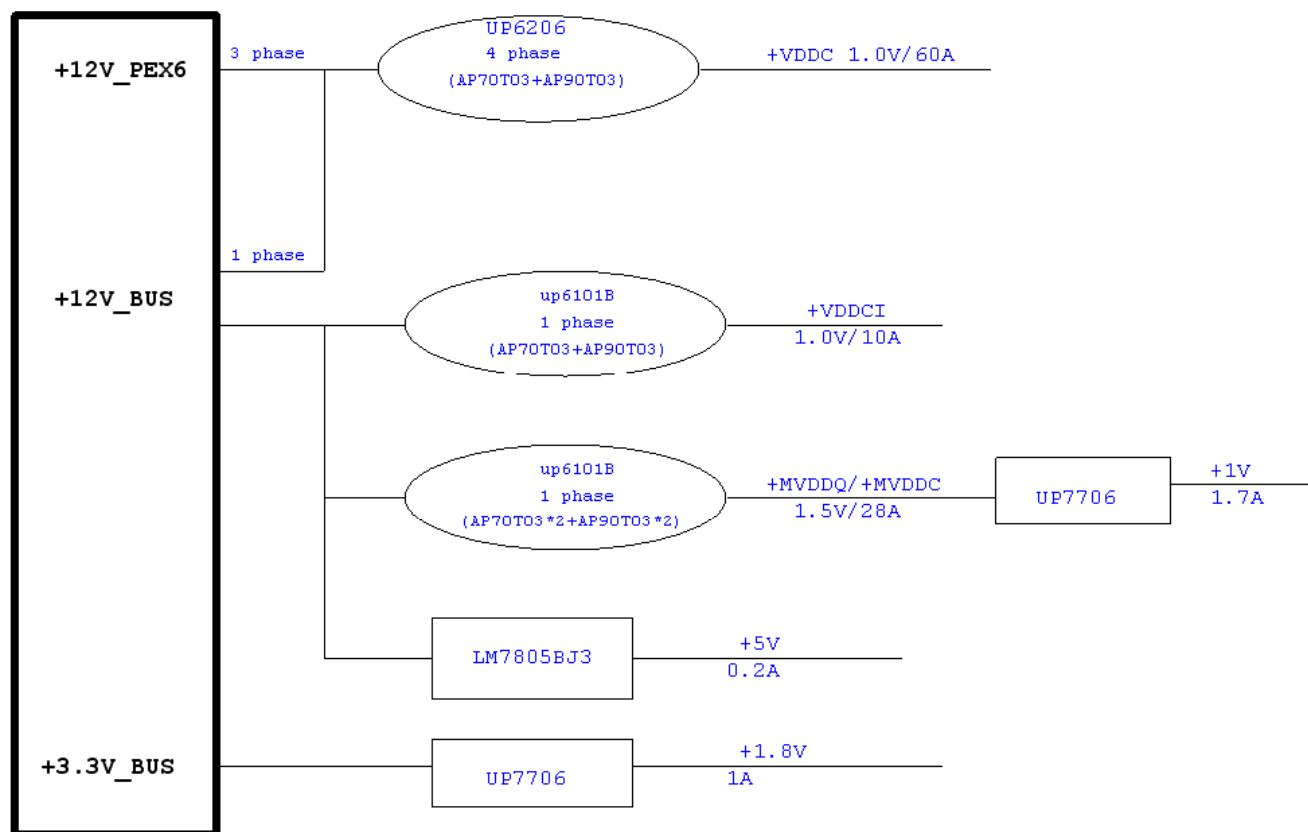 +12V_PEX6
3 phase
UP6206
4 phase
(AP70T03+AP90T03)
+VDDC 1.0V/60A
1 phase
+12V_BUS
up6101B
1 phase
(AP70T03+AP90T03)
+VDDCI
1.0V/10A
up6101B
1 phase
(AP70T03*2+AP90T03*2)
+MVDDQ/+MVDDC
1.5V/28A
UP7706
+1V
1.7A
LM7805BJ3
+5V
0.2A
+3.3V_BUS
UP7706
+1.8V
1A